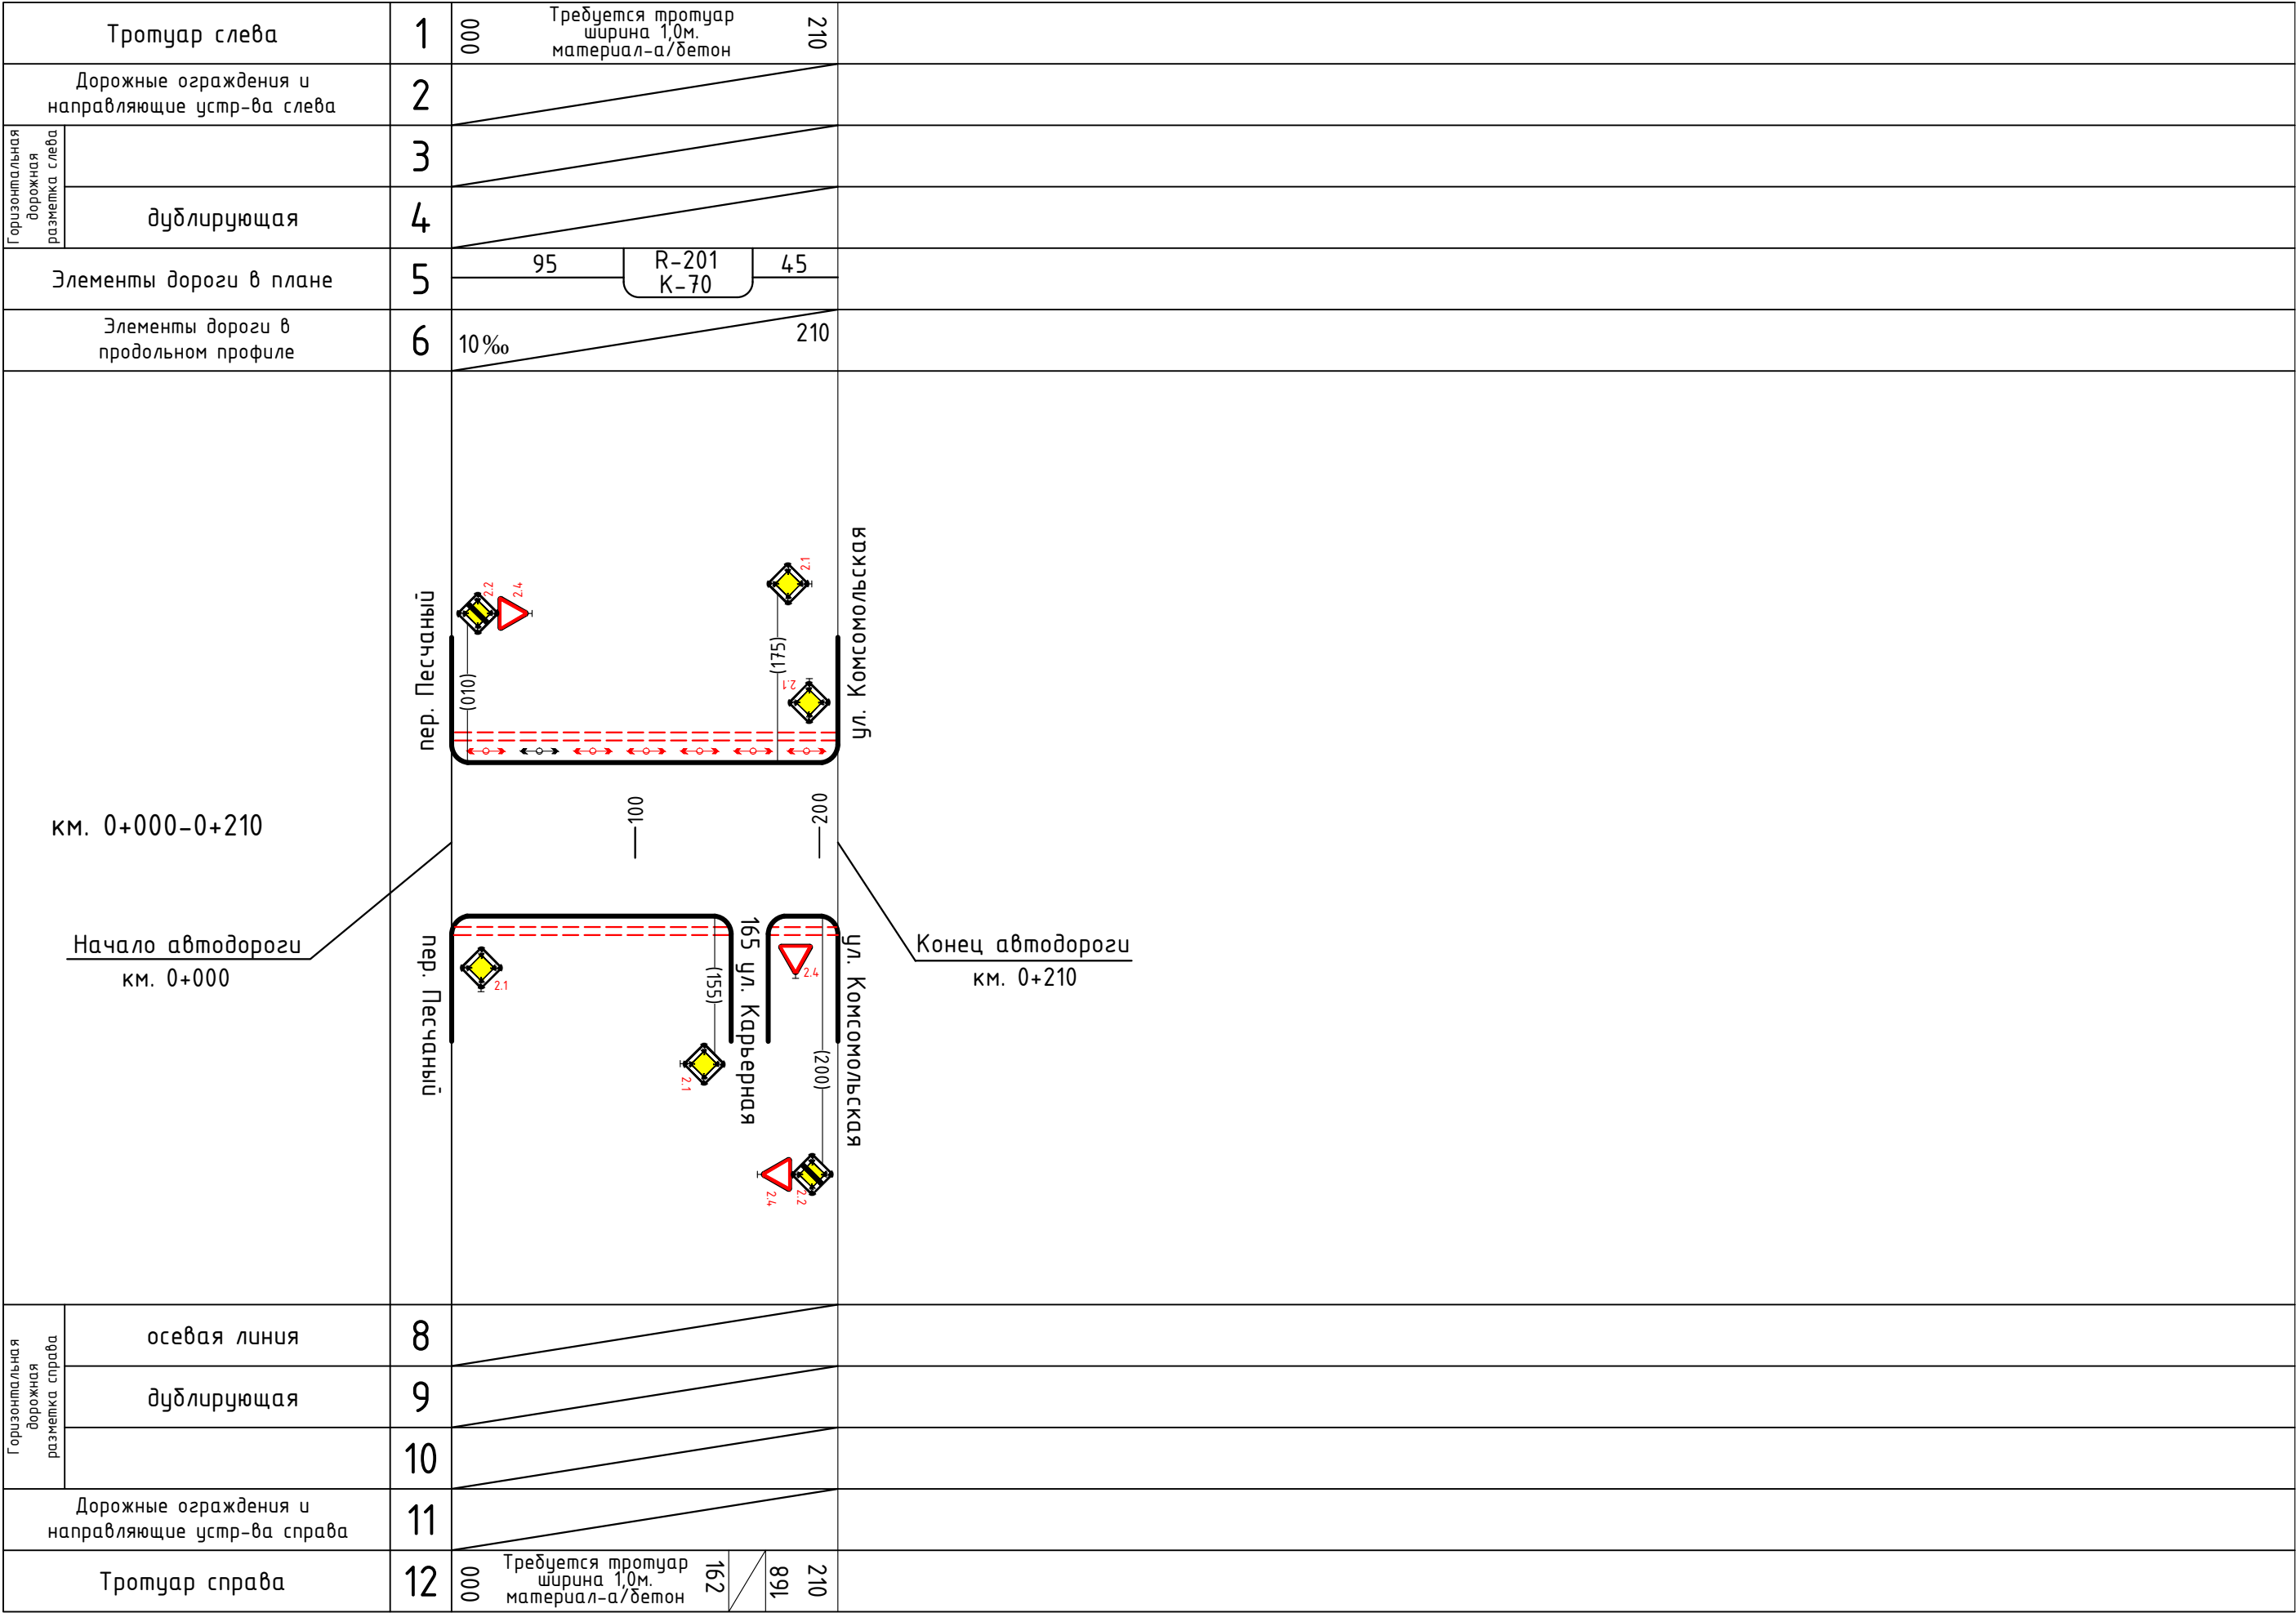 Тротуар слева
1
000
Требуется тротуар
ширина 1,0м.
материал-а/бетон
210
Дорожные ограждения и
направляющие устр-ва слева
2
Горизонтальная
дорожная
разметка слева
3
дублирующая
4
Элементы дороги в плане
5
95
R-201
К-70
45
Элементы дороги в
продольном профиле
6
10‰
210
пер. Песчаный
2.2
2.4
(010)
2.1
(175)
2.1
ул. Комсомольская
км. 0+000-0+210
100
200
Начало автодороги
км. 0+000
Конец автодороги
км. 0+210
пер. Песчаный
2.1
(155)
2.1
165 ул. Карьерная
2.4
(200)
2.4
2.2
ул. Комсомольская
Горизонтальная
дорожная
разметка справа
осевая линия
8
дублирующая
9
10
Дорожные ограждения и
направляющие устр-ва справа
11
Тротуар справа
12
000
Требуется тротуар
ширина 1,0м.
материал-а/бетон
162
168
210